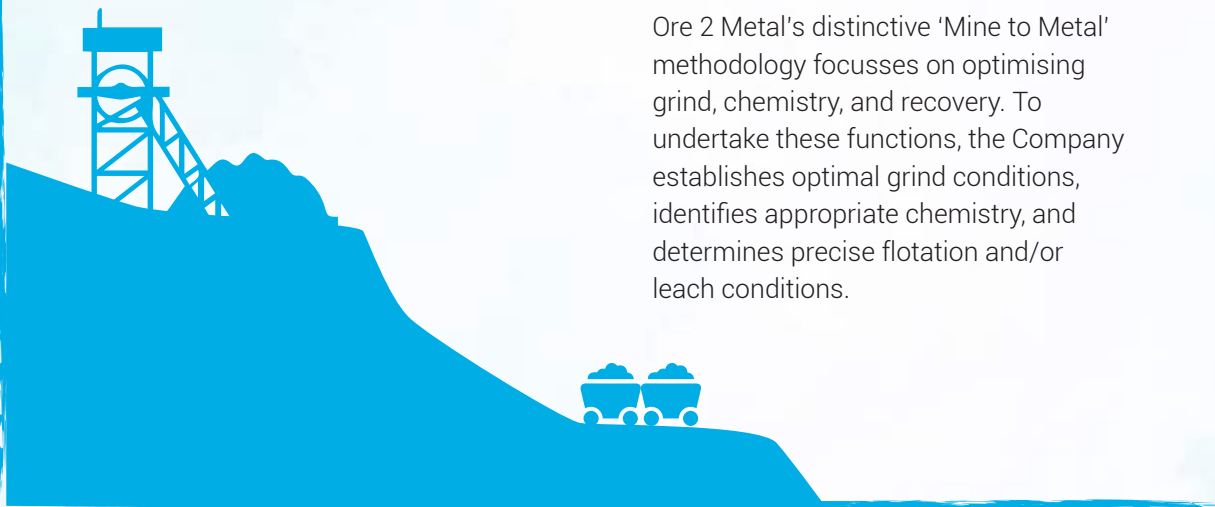 Ore 2 Metal’s distinctive ‘Mine to Metal’
methodology focusses on optimising
grind, chemistry, and recovery. To
undertake these functions, the Company
establishes optimal grind conditions,
identifies appropriate chemistry, and
determines precise flotation and/or
leach conditions.